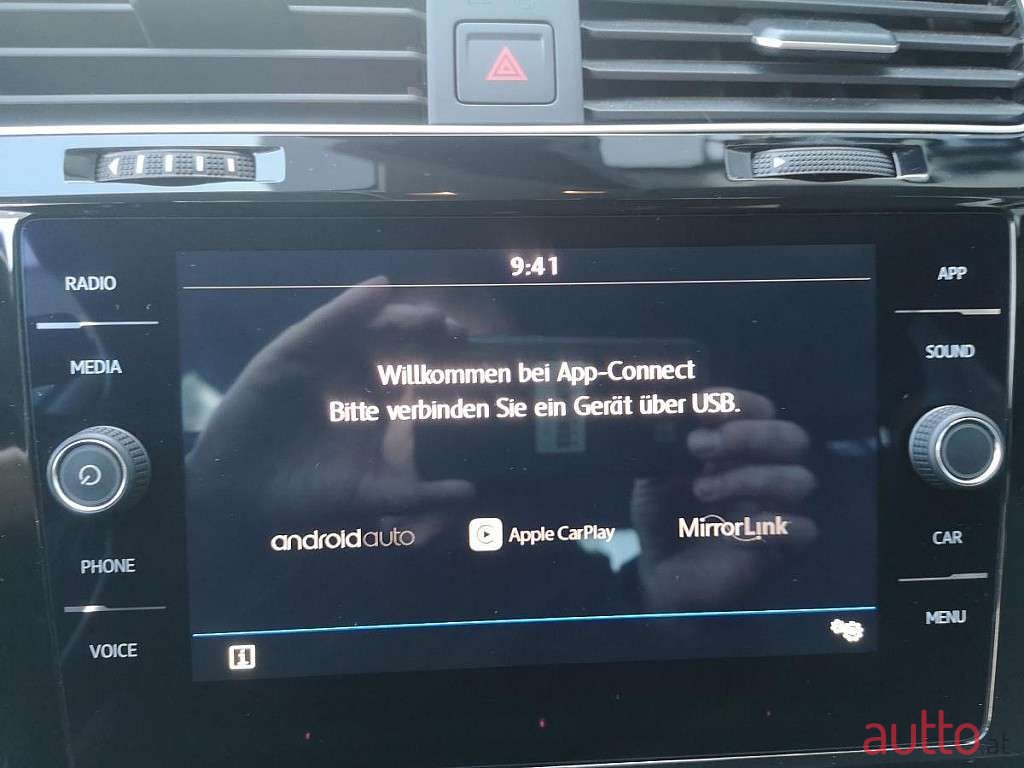 9:41
RADIO
APP
MEDIA
SOUND
Willkommen bei App-Connect
Bitte verbinden Sie ein Gerät über USB.
androidauto
Apple CarPlay
MirrorLink
PHONE
CAR
VOICE
MENU
i
autto.at